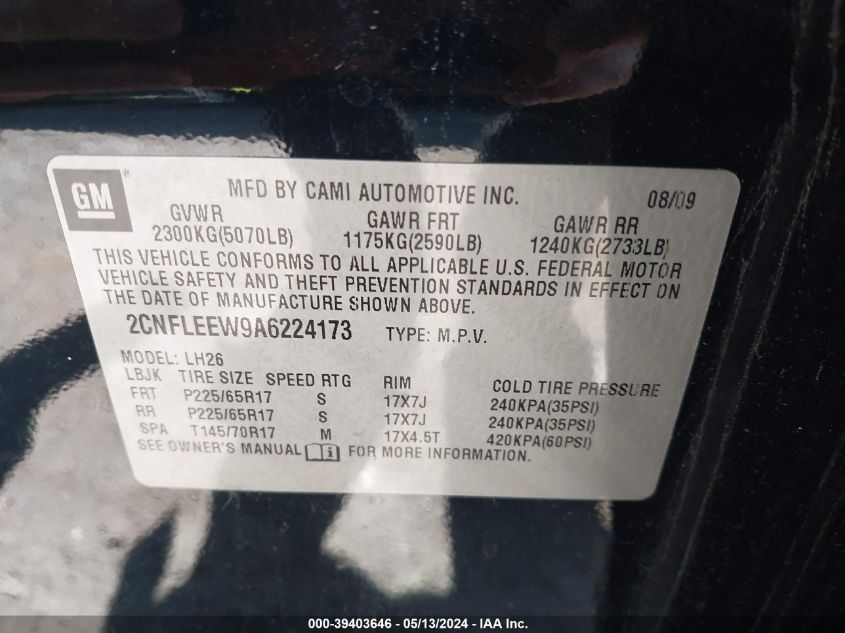 GM ®
MFD BY CAMI AUTOMOTIVE INC. 08/09
GVWR GAWR FRT GAWR RR
2300KG(5070LB) 1175KG(2590LB) 1240KG(2733LB)
THIS VEHICLE CONFORMS TO ALL APPLICABLE U.S. FEDERAL MOTOR
VEHICLE SAFETY AND THEFT PREVENTION STANDARDS IN EFFECT ON
THE DATE OF MANUFACTURE SHOWN ABOVE.
2CNFLEEW9A6224173 TYPE: M.P.V.
MODEL: LH26
LBJK TIRE SIZE SPEED RTG RIM COLD TIRE PRESSURE
FRT P225/65R17 S 17X7J 240KPA(35PSI)
RR P225/65R17 S 17X7J 240KPA(35PSI)
SPA T145/70R17 M 17X4.5T 420KPA(60PSI)
SEE OWNER'S MANUAL FOR MORE INFORMATION.
000-39403646 - 05/13/2024 - IAA Inc.